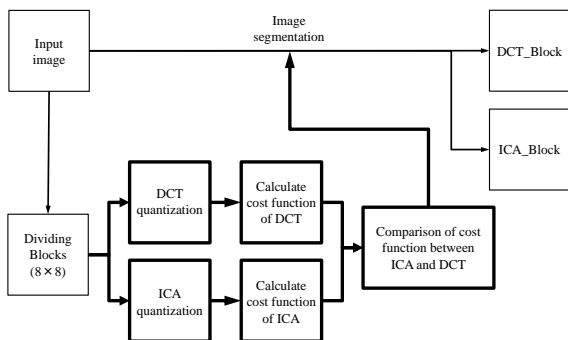 Input
image
Image
segmentation
DCT_Block
ICA_Block
Dividing
Blocks
(8×8)
DCT
quantization
Calculate
cost function
of DCT
ICA
quantization
Calculate
cost function
of ICA
Comparison of cost
function between
ICA and DCT